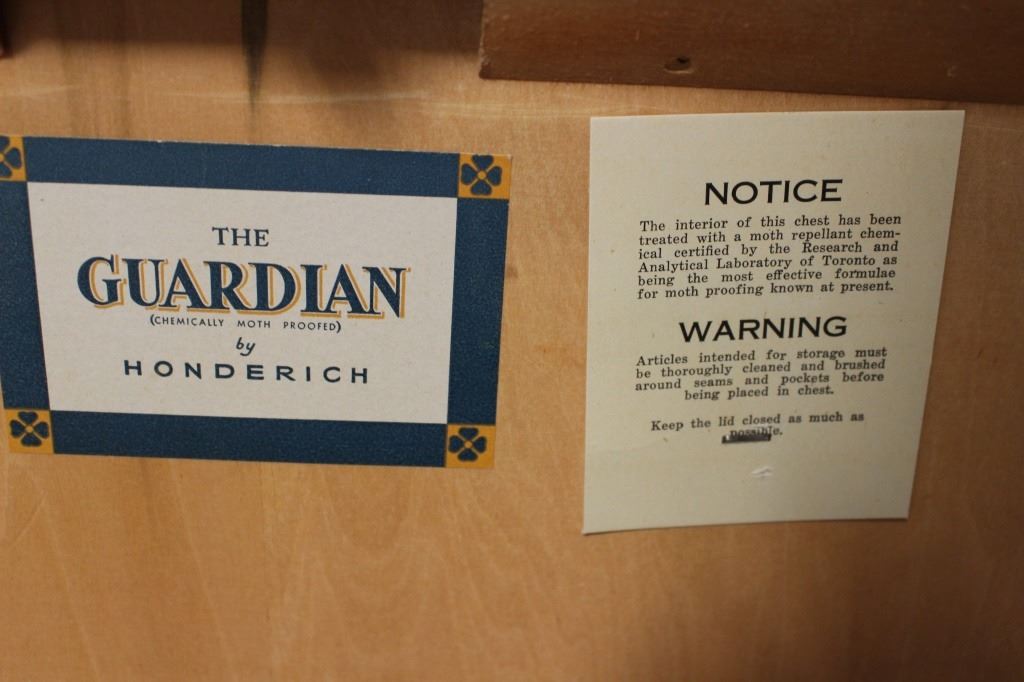 THE
GUARDIAN
(CHEMICALLY MOTH PROOFED)
by
HONDERICH
NOTICE
The interior of this chest has been
treated with a moth repellant chem-
ical certified by the Research and
Analytical Laboratory of Toronto as
being the most effective formulae
for moth proofing known at present.
WARNING
Articles intended for storage must
be thoroughly cleaned and brushed
around seams and pockets before
being placed in chest.
Keep the lid closed as much as
possible.